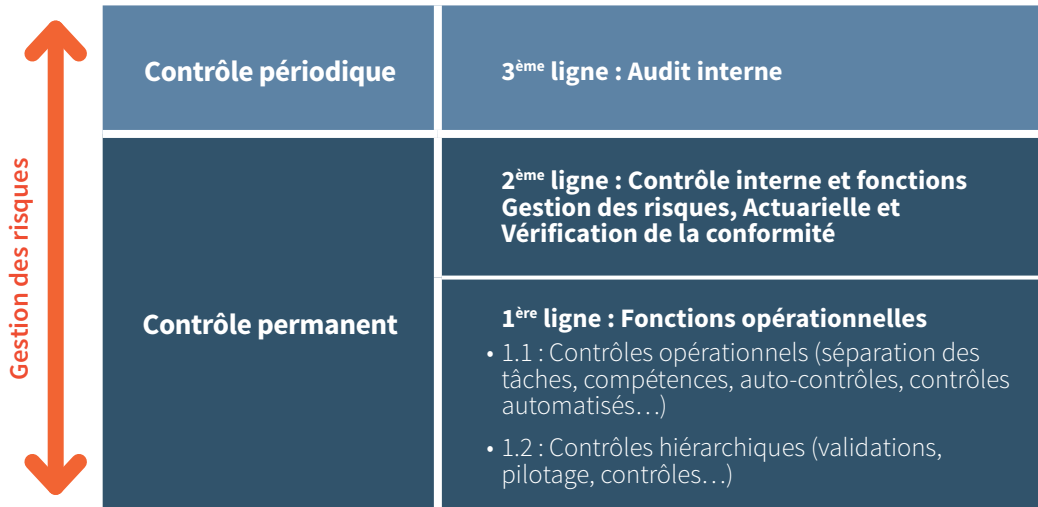 Gestion des risques
Contrôle périodique
3ème ligne : Audit interne
Contrôle permanent
2ème ligne : Contrôle interne et fonctions
Gestion des risques, Actuarielle et
Vérification de la conformité
1ère ligne : Fonctions opérationnelles
• 1.1 : Contrôles opérationnels (séparation des
tâches, compétences, auto-contrôles, contrôles
automatisés…)
• 1.2 : Contrôles hiérarchiques (validations,
pilotage, contrôles…)